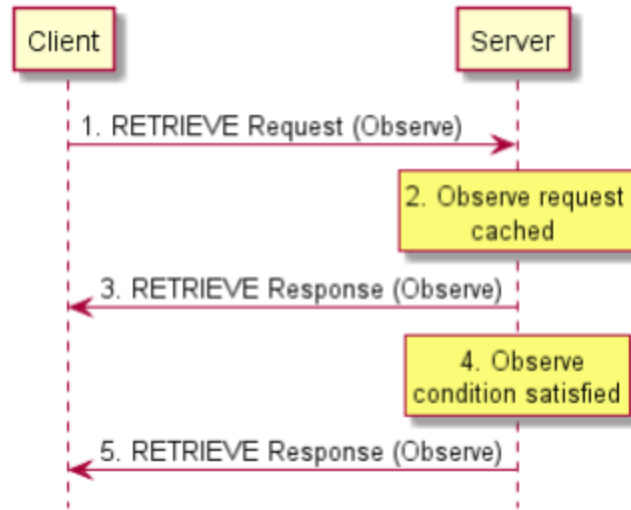 Client
Server
1. RETRIEVE Request (Observe)
2. Observe request
cached
3. RETRIEVE Response (Observe)
4. Observe
condition satisfied
5. RETRIEVE Response (Observe)